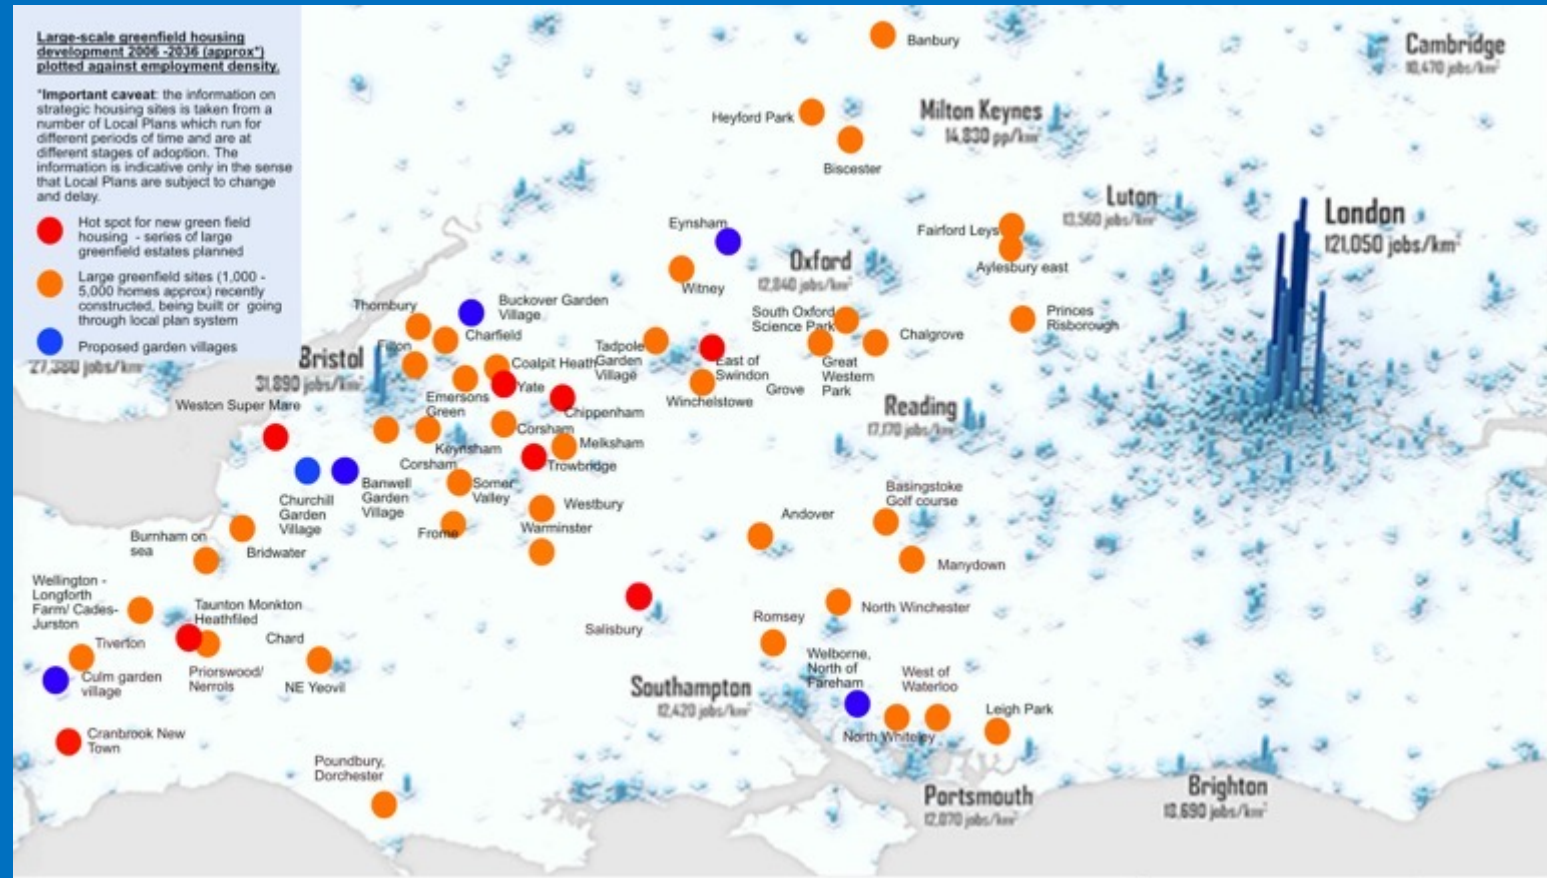 Large-scale greenfield housing
development 2006 -2036 (approx*)
plotted against employment density.
*Important caveat: the information on
strategic housing sites is taken from a
number of Local Plans which run for
different periods of time and are at
different stages of adoption. The
information is indicative only in the sense
that Local Plans are subject to change
and delay.
Hot spot for new green field
housing - series of large
greenfield estates planned
Large greenfield sites (1,000 -
5,000 homes approx) recently
constructed, being built or going
through local plan system
Proposed garden villages
Banbury
Cambridge
10,470 jobs/km²
Heyford Park
Milton Keynes
14,830 pp/km²
Biscester
Luton
13,560 jobs/km²
London
121,050 jobs/km²
Eynsham
Fairford Leys
Aylesbury east
Oxford
12,040 jobs/km²
Witney
Buckover Garden
Village
Thornbury
Charfield
South Oxford
Science Park
Chalgrove
Princes
Risborough
Filton
Bristol
31,890 jobs/km²
27,380 jobs/km²
Coalpit Heath
Tadpole
Garden
Village
East of
Swindon
Great
Western
Park
Grove
Yate
Emersons
Green
Chippenham
Winchelstowe
Reading
17,170 jobs/km²
Weston Super Mare
Corsham
Keynsham
Melksham
Trowbridge
Corsham
Somer
Valley
Banwell
Garden
Village
Churchill
Garden
Village
Westbury
Warminster
Frome
Andover
Basingstoke
Golf course
Manydown
Burnham on
sea
Bridwater
Wellington -
Longforth
Farm/ Cades-
Jurston
Taunton Monkton
Heathfiled
Tiverton
Chard
Culm garden
village
Priorswood/
Nerrols
NE Yeovil
Salisbury
Romsey
North Winchester
Welborne,
North of
Fareham
West of
Waterloo
Leigh Park
North Whiteley
Southampton
12,420 jobs/km²
Cranbrook New
Town
Poundbury,
Dorchester
Portsmouth
12,070 jobs/km²
Brighton
18,690 jobs/km²